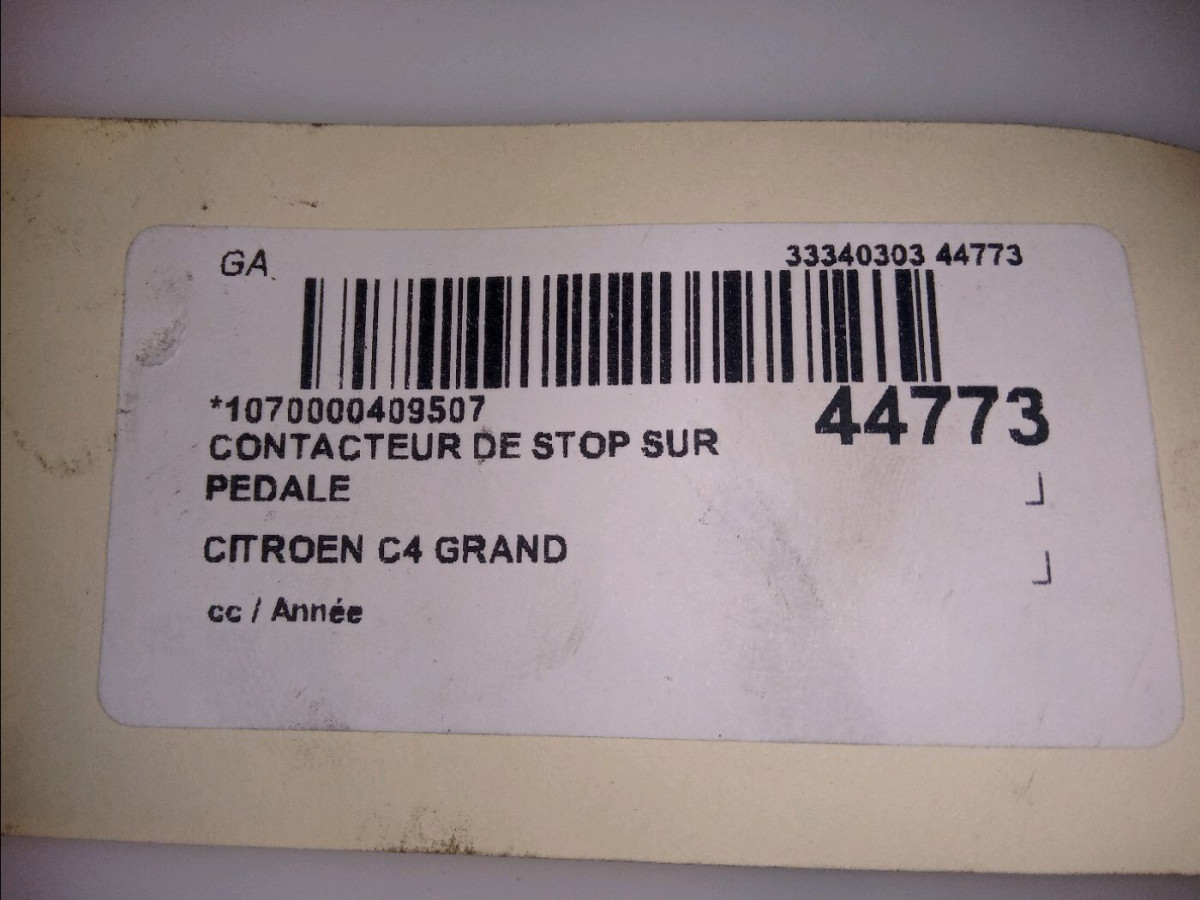 GA
33340303 44773
*1070000409507
44773
CONTACTEUR DE STOP SUR
PEDALE
CITROEN C4 GRAND
cc / Année